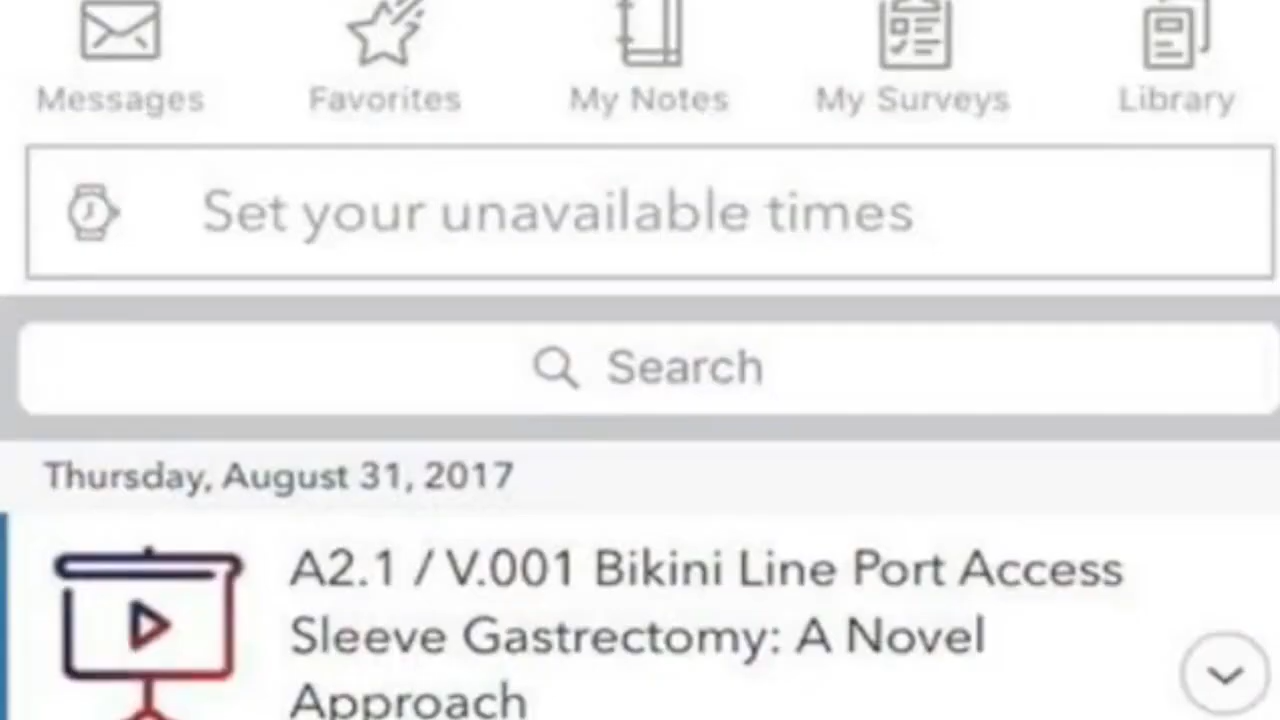 Messages Favorites My Notes My Surveys Library
Set your unavailable times
Search
Thursday, August 31, 2017
A2.1 / V.001 Bikini Line Port Access
Sleeve Gastrectomy: A Novel
Approach